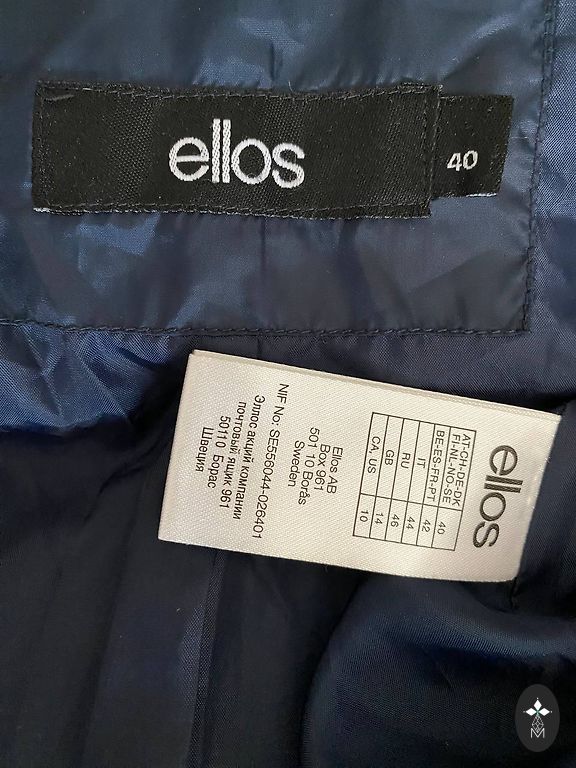 ellos
40
ellos
AT-CH-DE-DK
FI-NL-NO-SE 40
BE-ES-FR-PT 42
IT 44
RU 46
GB 14
CA, US 10
Ellos AB
Box 961
501 10 Borås
Sweden
NIF No: SE556044-026401
Эллос акций компании
почтовый ящик 961
50110 Борас
Швеция
M